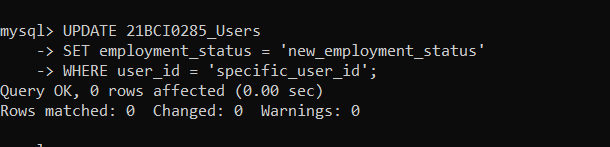 mysql> UPDATE 21BCI0285_Users
    -> SET employment_status = 'new_employment_status'
    -> WHERE user_id = 'specific_user_id';
Query OK, 0 rows affected (0.00 sec)
Rows matched: 0  Changed: 0  Warnings: 0